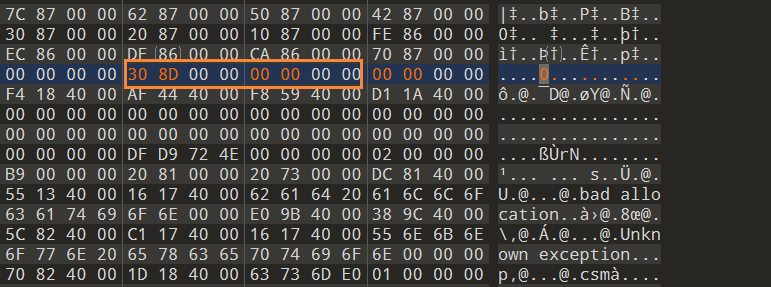 7C 87 00 00 62 87 00 00 50 87 00 00 42 87 00 00 |‡..b‡..P‡..B‡..
30 87 00 00 20 87 00 00 10 87 00 00 FE 86 00 00 0‡.. ‡...‡..þ†..
EC 86 00 00 DE 86 00 00 CA 86 00 00 70 87 00 00 ì†..Þ†..Ê†..p‡..
00 00 00 00 30 8D 00 00 00 00 00 00 00 00 00 00 ....0...........
F4 18 40 00 AF 44 40 00 F8 59 40 00 D1 1A 40 00 ô.@.¯D@.øY@.Ñ.@.
00 00 00 00 00 00 00 00 00 00 00 00 00 00 00 00 ................
00 00 00 00 00 00 00 00 00 00 00 00 00 00 00 00 ................
00 00 00 00 DF D9 72 4E 00 00 00 00 02 00 00 00 ....ßÙrN........
B9 00 00 00 20 81 00 00 20 73 00 00 DC 81 40 00 ¹... ... s..Ü.@.
55 13 40 00 16 17 40 00 62 61 64 20 61 6C 6C 6F U.@...@.bad allo
63 61 74 69 6F 6E 00 00 E0 9B 40 00 38 9C 40 00 cation..à›@.8œ@.
5C 82 40 00 C1 17 40 00 16 17 40 00 55 6E 6B 6E \‚@.Á.@...@.Unkn
6F 77 6E 20 65 78 63 65 70 74 69 6F 6E 00 00 00 own exception...
70 82 40 00 1D 18 40 00 63 73 6D E0 01 00 00 00 p‚@...@.csmà....